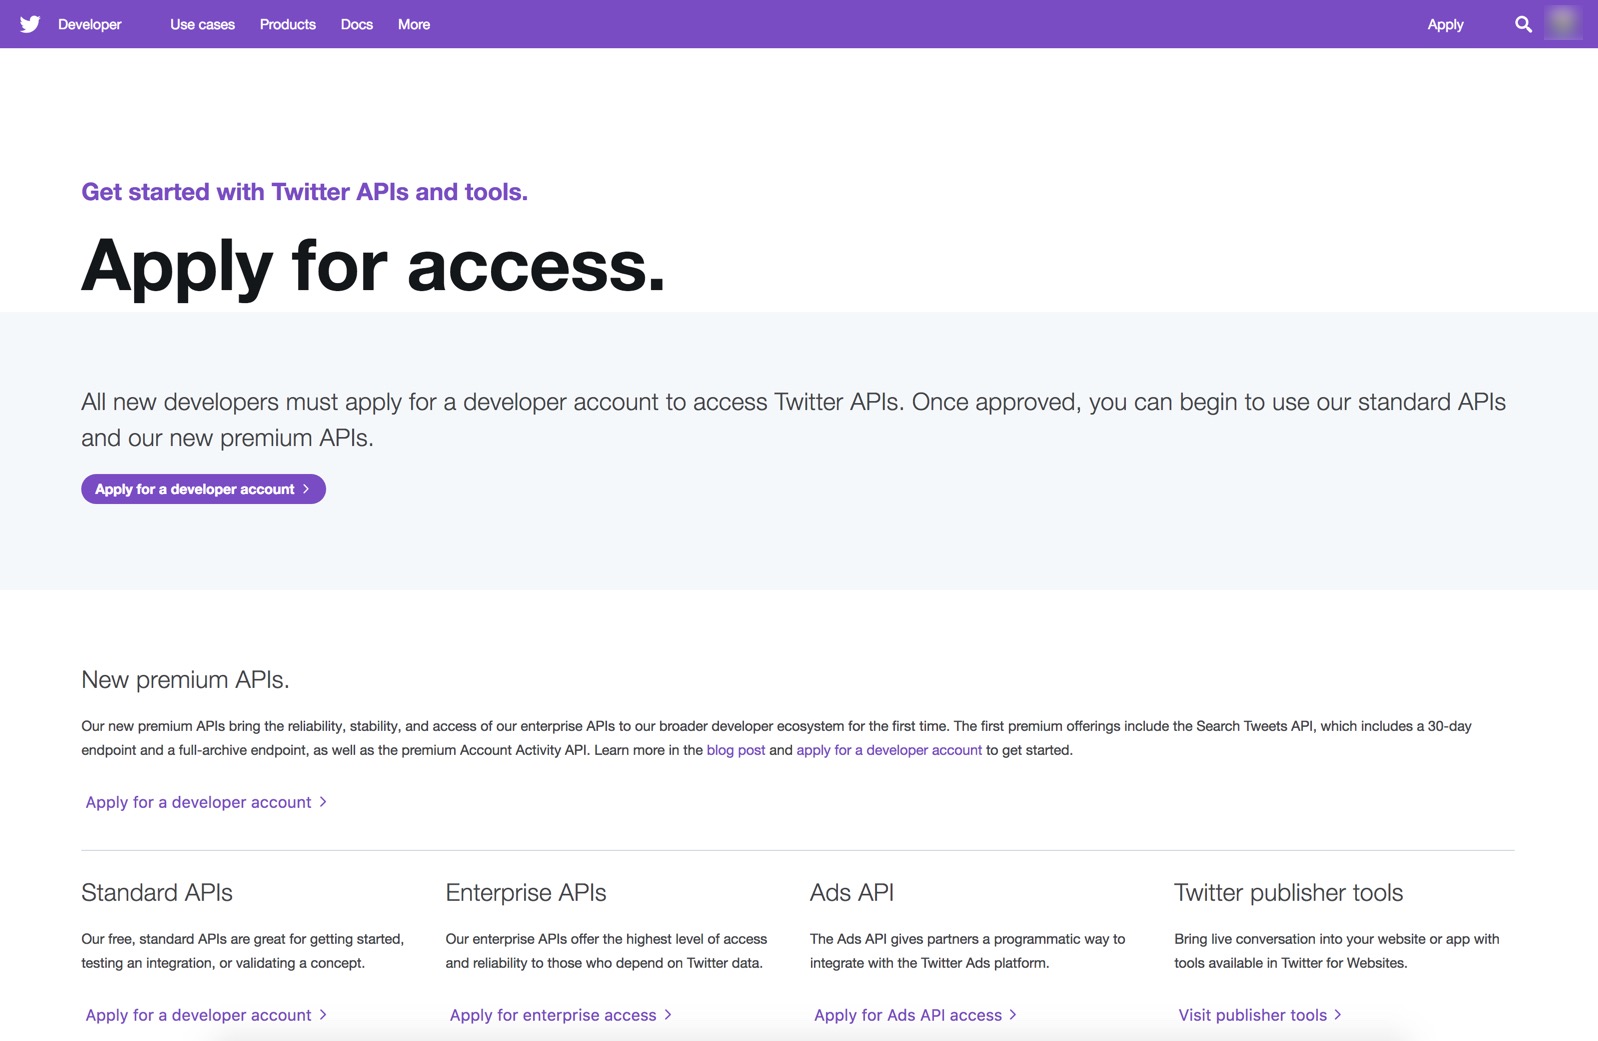 Developer Use cases Products Docs More Apply
Get started with Twitter APIs and tools.
Apply for access.
All new developers must apply for a developer account to access Twitter APIs. Once approved, you can begin to use our standard APIs
and our new premium APIs.
Apply for a developer account
New premium APIs.
Our new premium APIs bring the reliability, stability, and access of our enterprise APIs to our broader developer ecosystem for the first time. The first premium offerings include the Search Tweets API, which includes a 30-day
endpoint and a full-archive endpoint, as well as the premium Account Activity API. Learn more in the blog post and apply for a developer account to get started.
Apply for a developer account
Standard APIs
Our free, standard APIs are great for getting started,
testing an integration, or validating a concept.
Apply for a developer account
Enterprise APIs
Our enterprise APIs offer the highest level of access
and reliability to those who depend on Twitter data.
Apply for enterprise access
Ads API
The Ads API gives partners a programmatic way to
integrate with the Twitter Ads platform.
Apply for Ads API access
Twitter publisher tools
Bring live conversation into your website or app with
tools available in Twitter for Websites.
Visit publisher tools